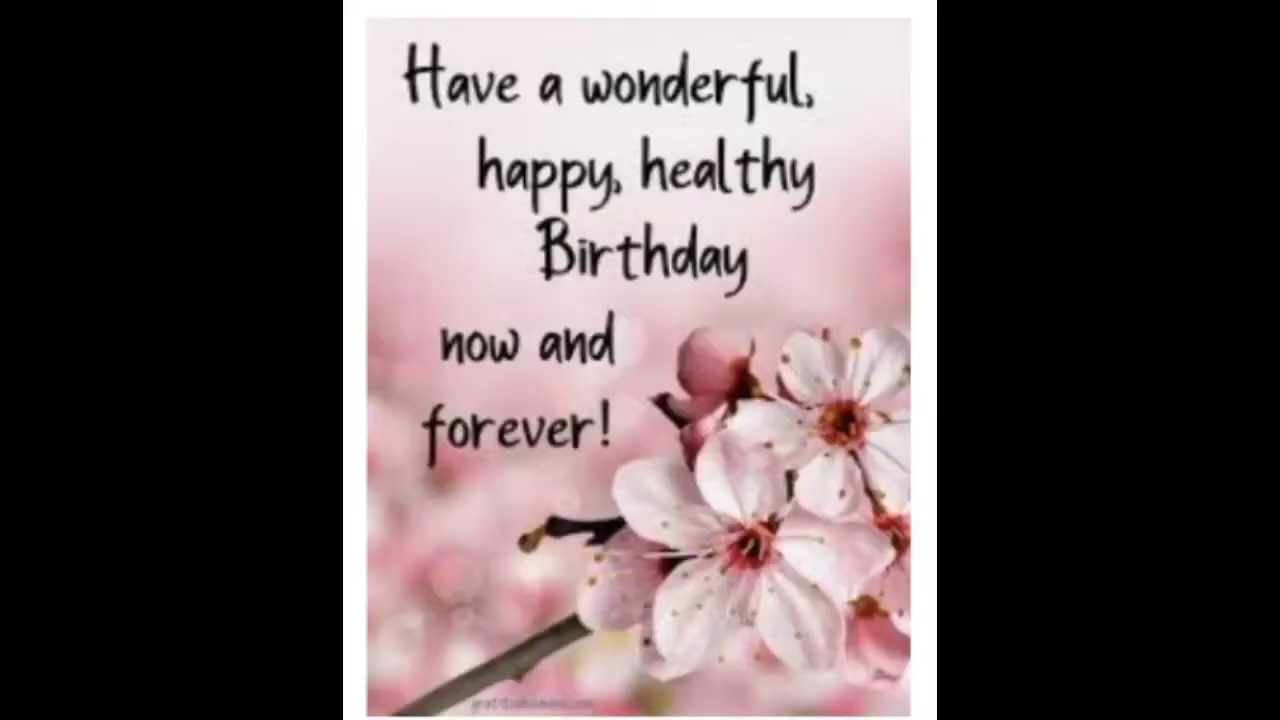 Have a wonderful,
happy, healthy
Birthday
now and
forever!